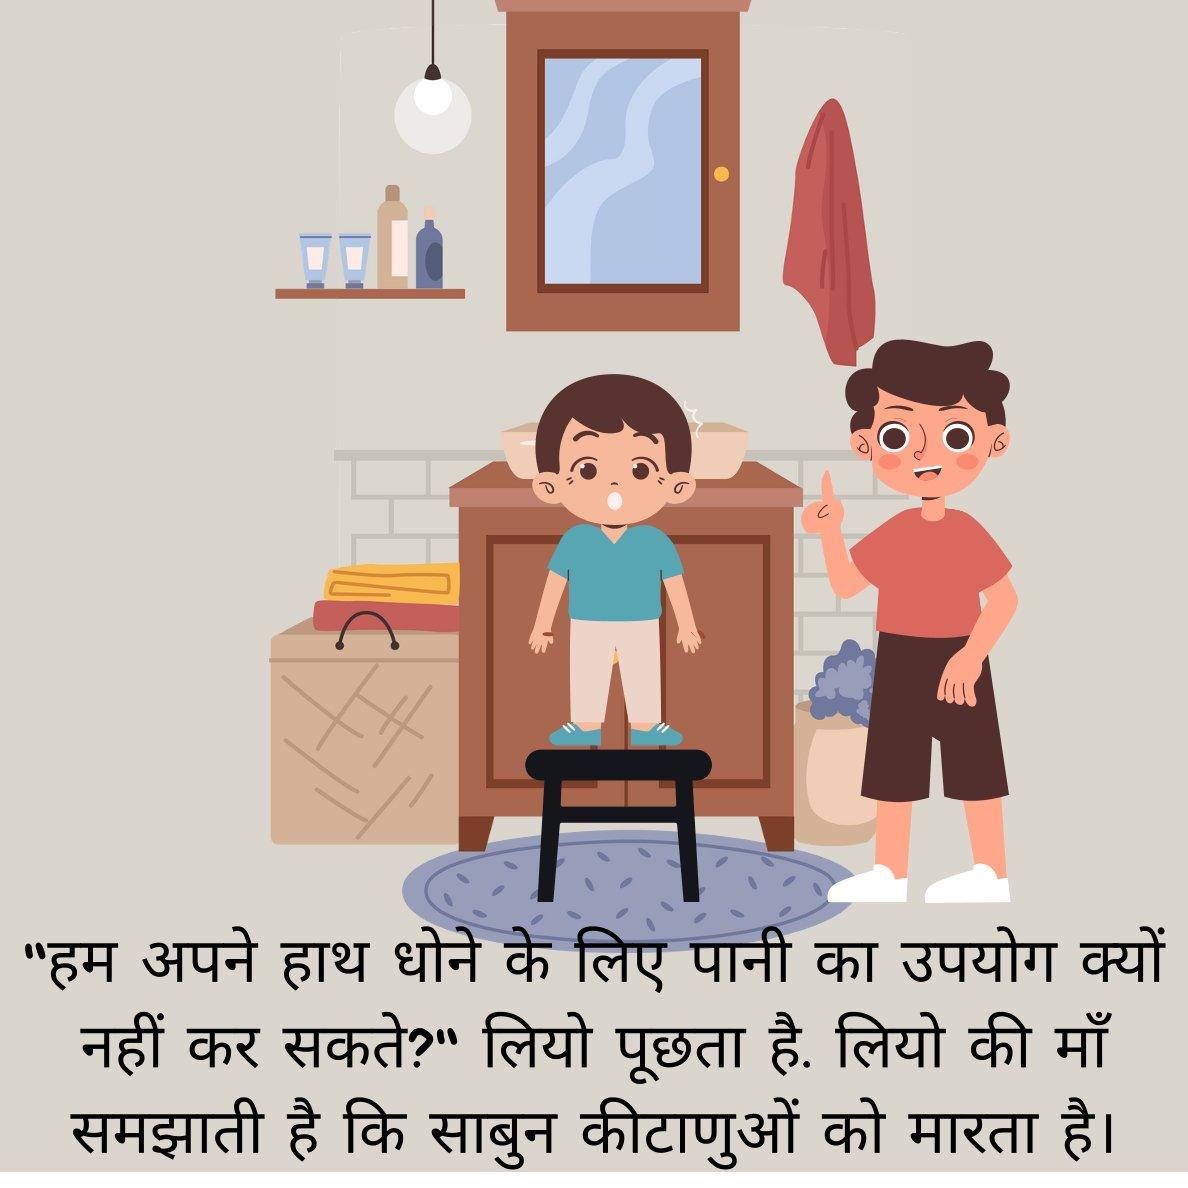 "हम अपने हाथ धोने के लिए पानी का उपयोग क्यों
नहीं कर सकते?" लियो पूछता है. लियो की माँ
समझाती है कि साबुन कीटाणुओं को मारता है।